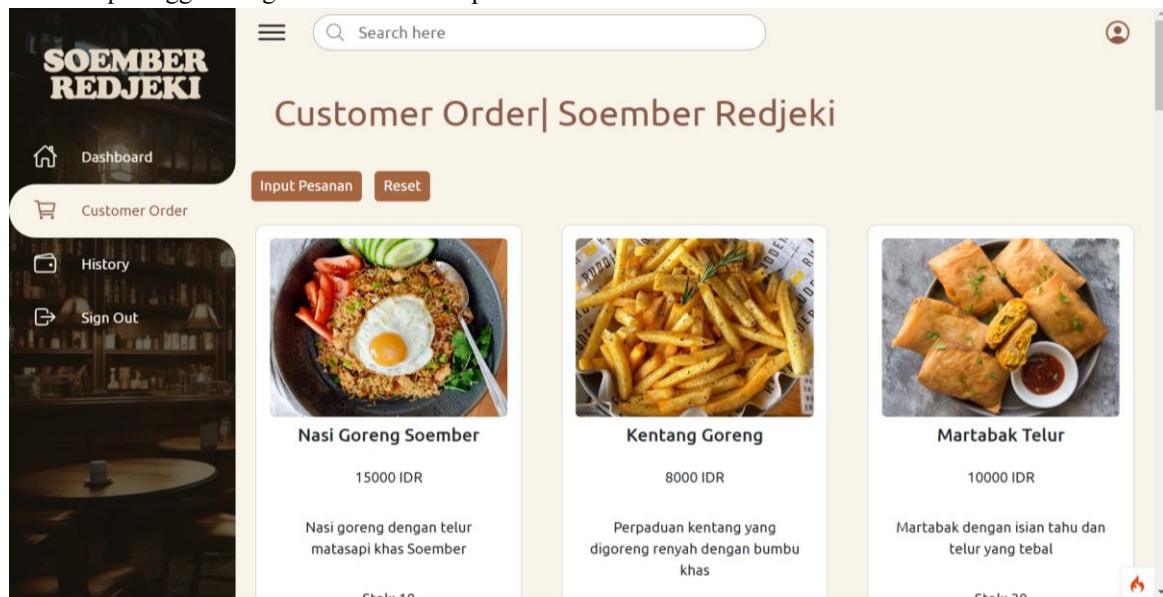 SOEMBER
REDJEKI
Search here
Customer Order| Soember Redjeki
Dashboard
Customer Order
History
Sign Out
Input Pesanan
Reset
Nasi Goreng Soember
15000 IDR
Nasi goreng dengan telur
matasapi khas Soember
Kentang Goreng
8000 IDR
Perpaduan kentang yang
digoreng renyah dengan bumbu
khas
Martabak Telur
10000 IDR
Martabak dengan isian tahu dan
telur yang tebal